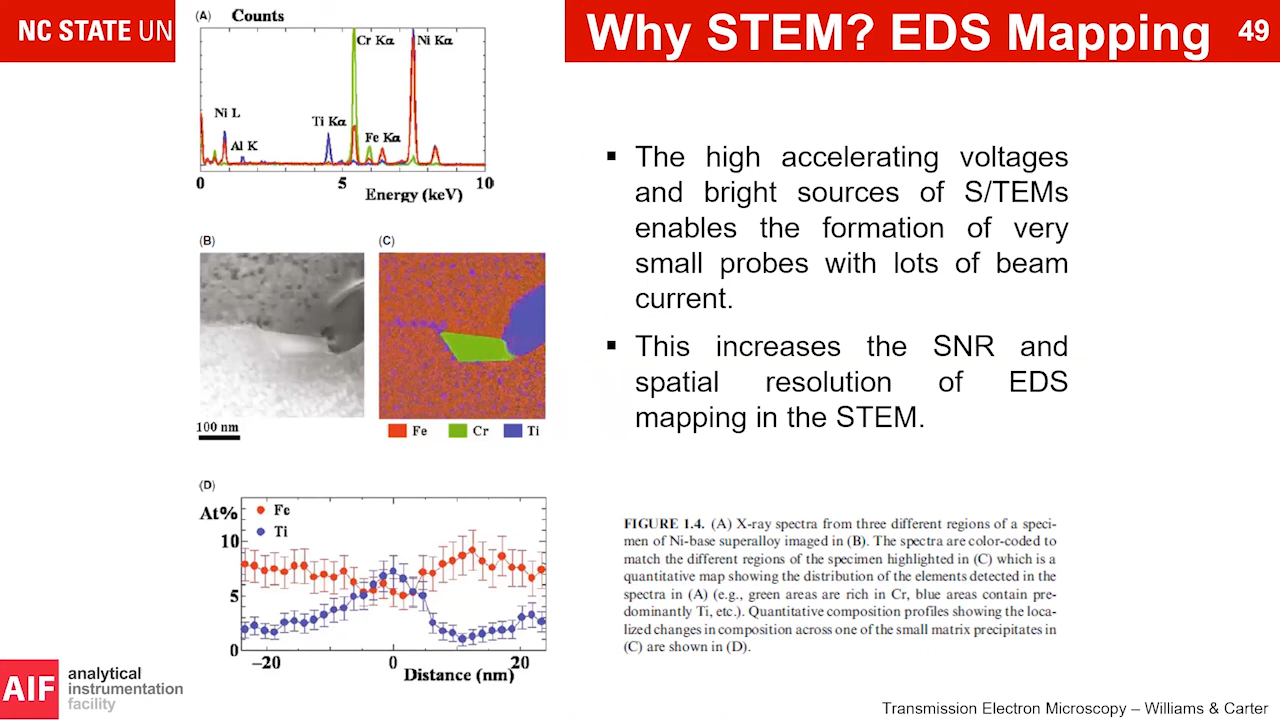 NC STATE UN
Why STEM? EDS Mapping
49
(A)
Counts
Cr Kα
Ni Kα
Ni L
Al K
Ti Kα
Fe Kα
0
5
10
Energy (keV)
(B)
(C)
100 nm
Fe
Cr
Ti
(D)
At%
Fe
Ti
10
5
0
−20
0
20
Distance (nm)
▪ The high accelerating voltages
and bright sources of S/TEMs
enables the formation of very
small probes with lots of beam
current.
▪ This increases the SNR and
spatial resolution of EDS
mapping in the STEM.
FIGURE 1.4. (A) X-ray spectra from three different regions of a speci-
men of Ni-base superalloy imaged in (B). The spectra are color-coded to
match the different regions of the specimen highlighted in (C) which is a
quantitative map showing the distribution of the elements detected in the
spectra in (A) (e.g., green areas are rich in Cr, blue areas contain pre-
dominantly Ti, etc.). Quantitative composition profiles showing the loca-
lized changes in composition across one of the small matrix precipitates in
(C) are shown in (D).
AIF
analytical
instrumentation
facility
Transmission Electron Microscopy – Williams & Carter